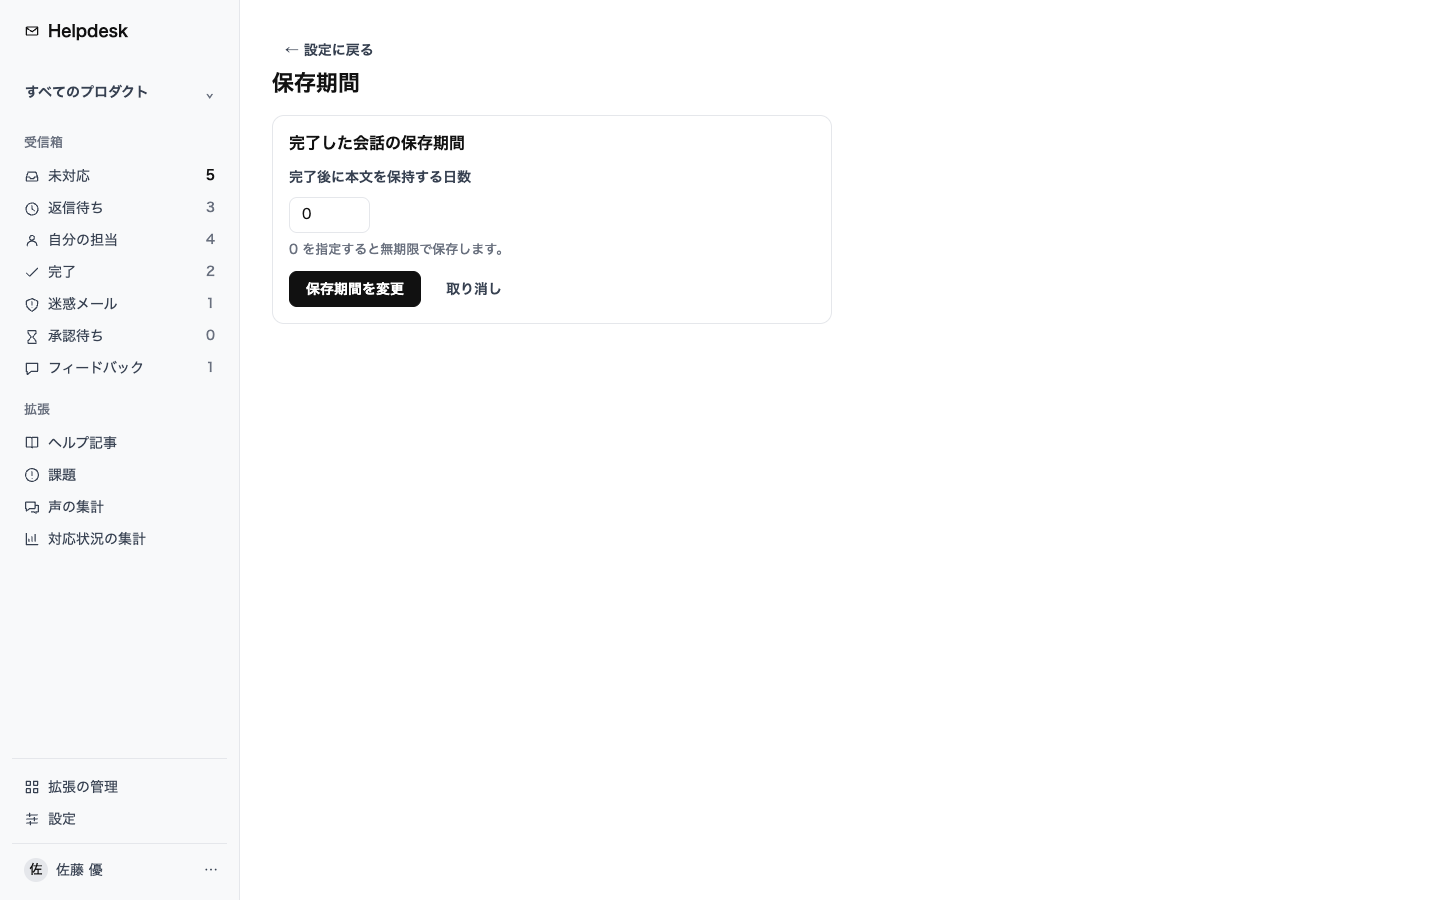 Helpdesk
すべてのプロダクト
受信箱
未対応 5
返信待ち 3
自分の担当 4
完了 2
迷惑メール 1
承認待ち 0
フィードバック 1
拡張
ヘルプ記事
課題
声の集計
対応状況の集計
拡張の管理
設定
佐 佐藤 優 …
← 設定に戻る
保存期間
完了した会話の保存期間
完了後に本文を保持する日数
0
0 を指定すると無期限で保存します。
保存期間を変更 取り消し